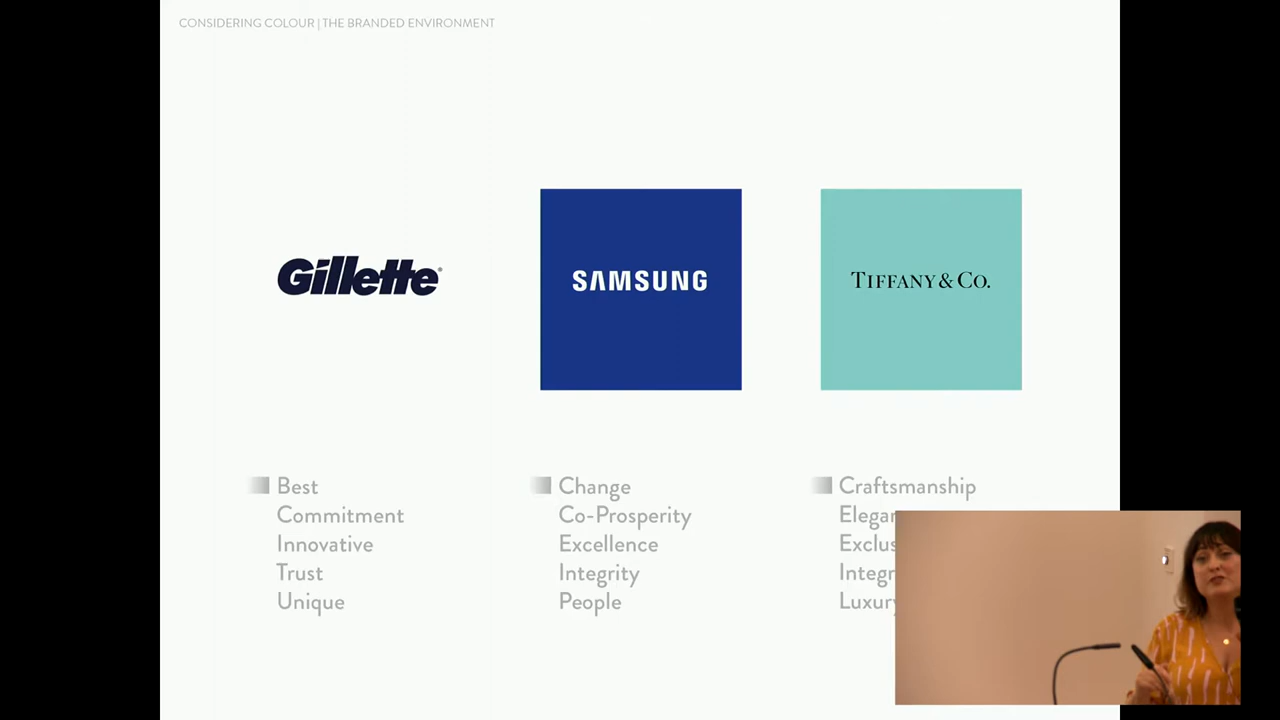 CONSIDERING COLOUR | THE BRANDED ENVIRONMENT
Gillette®
SAMSUNG
TIFFANY & CO.
Best
Commitment
Innovative
Trust
Unique
Change
Co-Prosperity
Excellence
Integrity
People
Craftsmanship